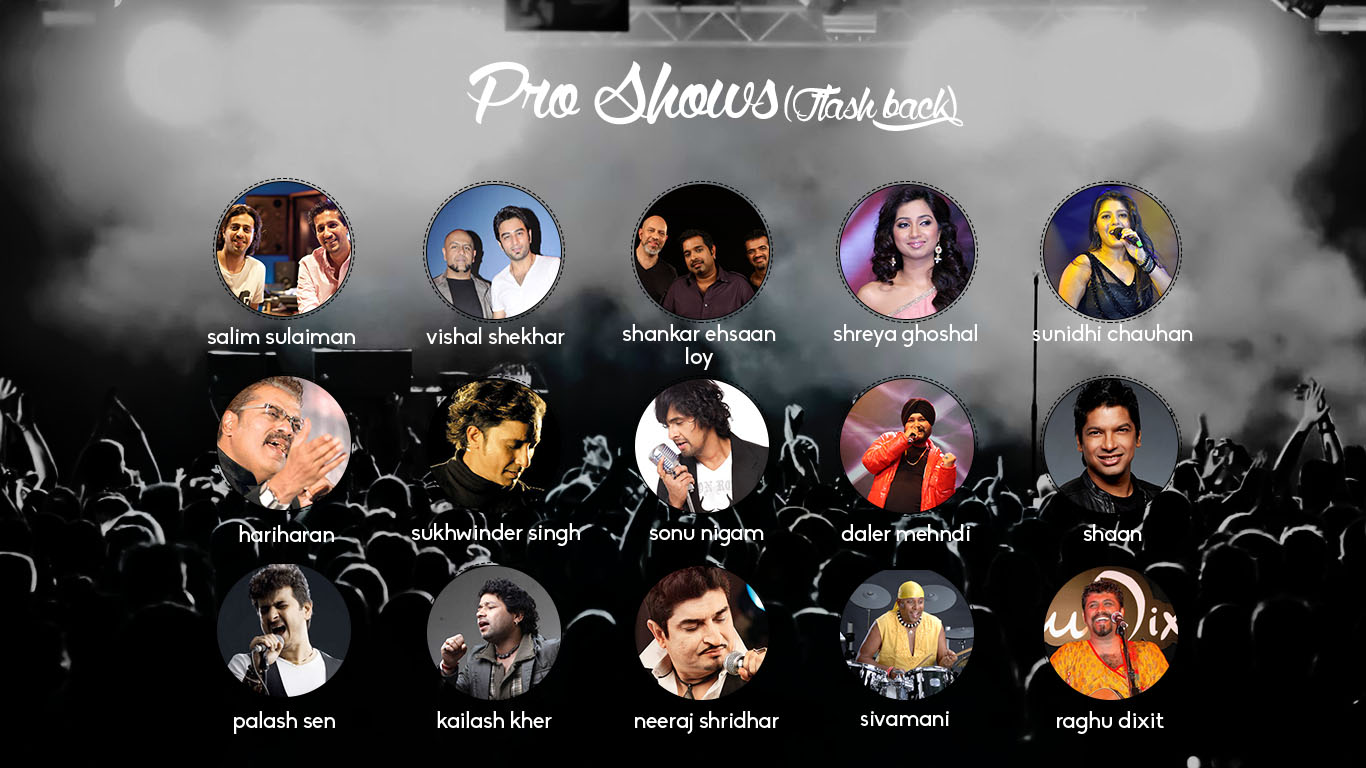 Pro Shows (Flash back)
salim sulaiman
vishal shekhar
shankar ehsaan
loy
shreya ghoshal
sunidhi chauhan
hariharan
sukhwinder singh
sonu nigam
daler mehndi
shaan
palash sen
kailash kher
neeraj shridhar
sivamani
raghu dixit